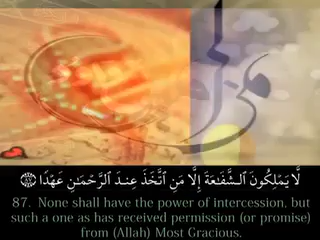 لَّا يَمْلِكُونَ ٱلشَّفَـٰعَةَ إِلَّا مَنِ ٱتَّخَذَ عِندَ ٱلرَّحْمَـٰنِ عَهْدًا ۝٨٧
87. None shall have the power of intercession, but
such a one as has received permission (or promise)
from (Allah) Most Gracious.